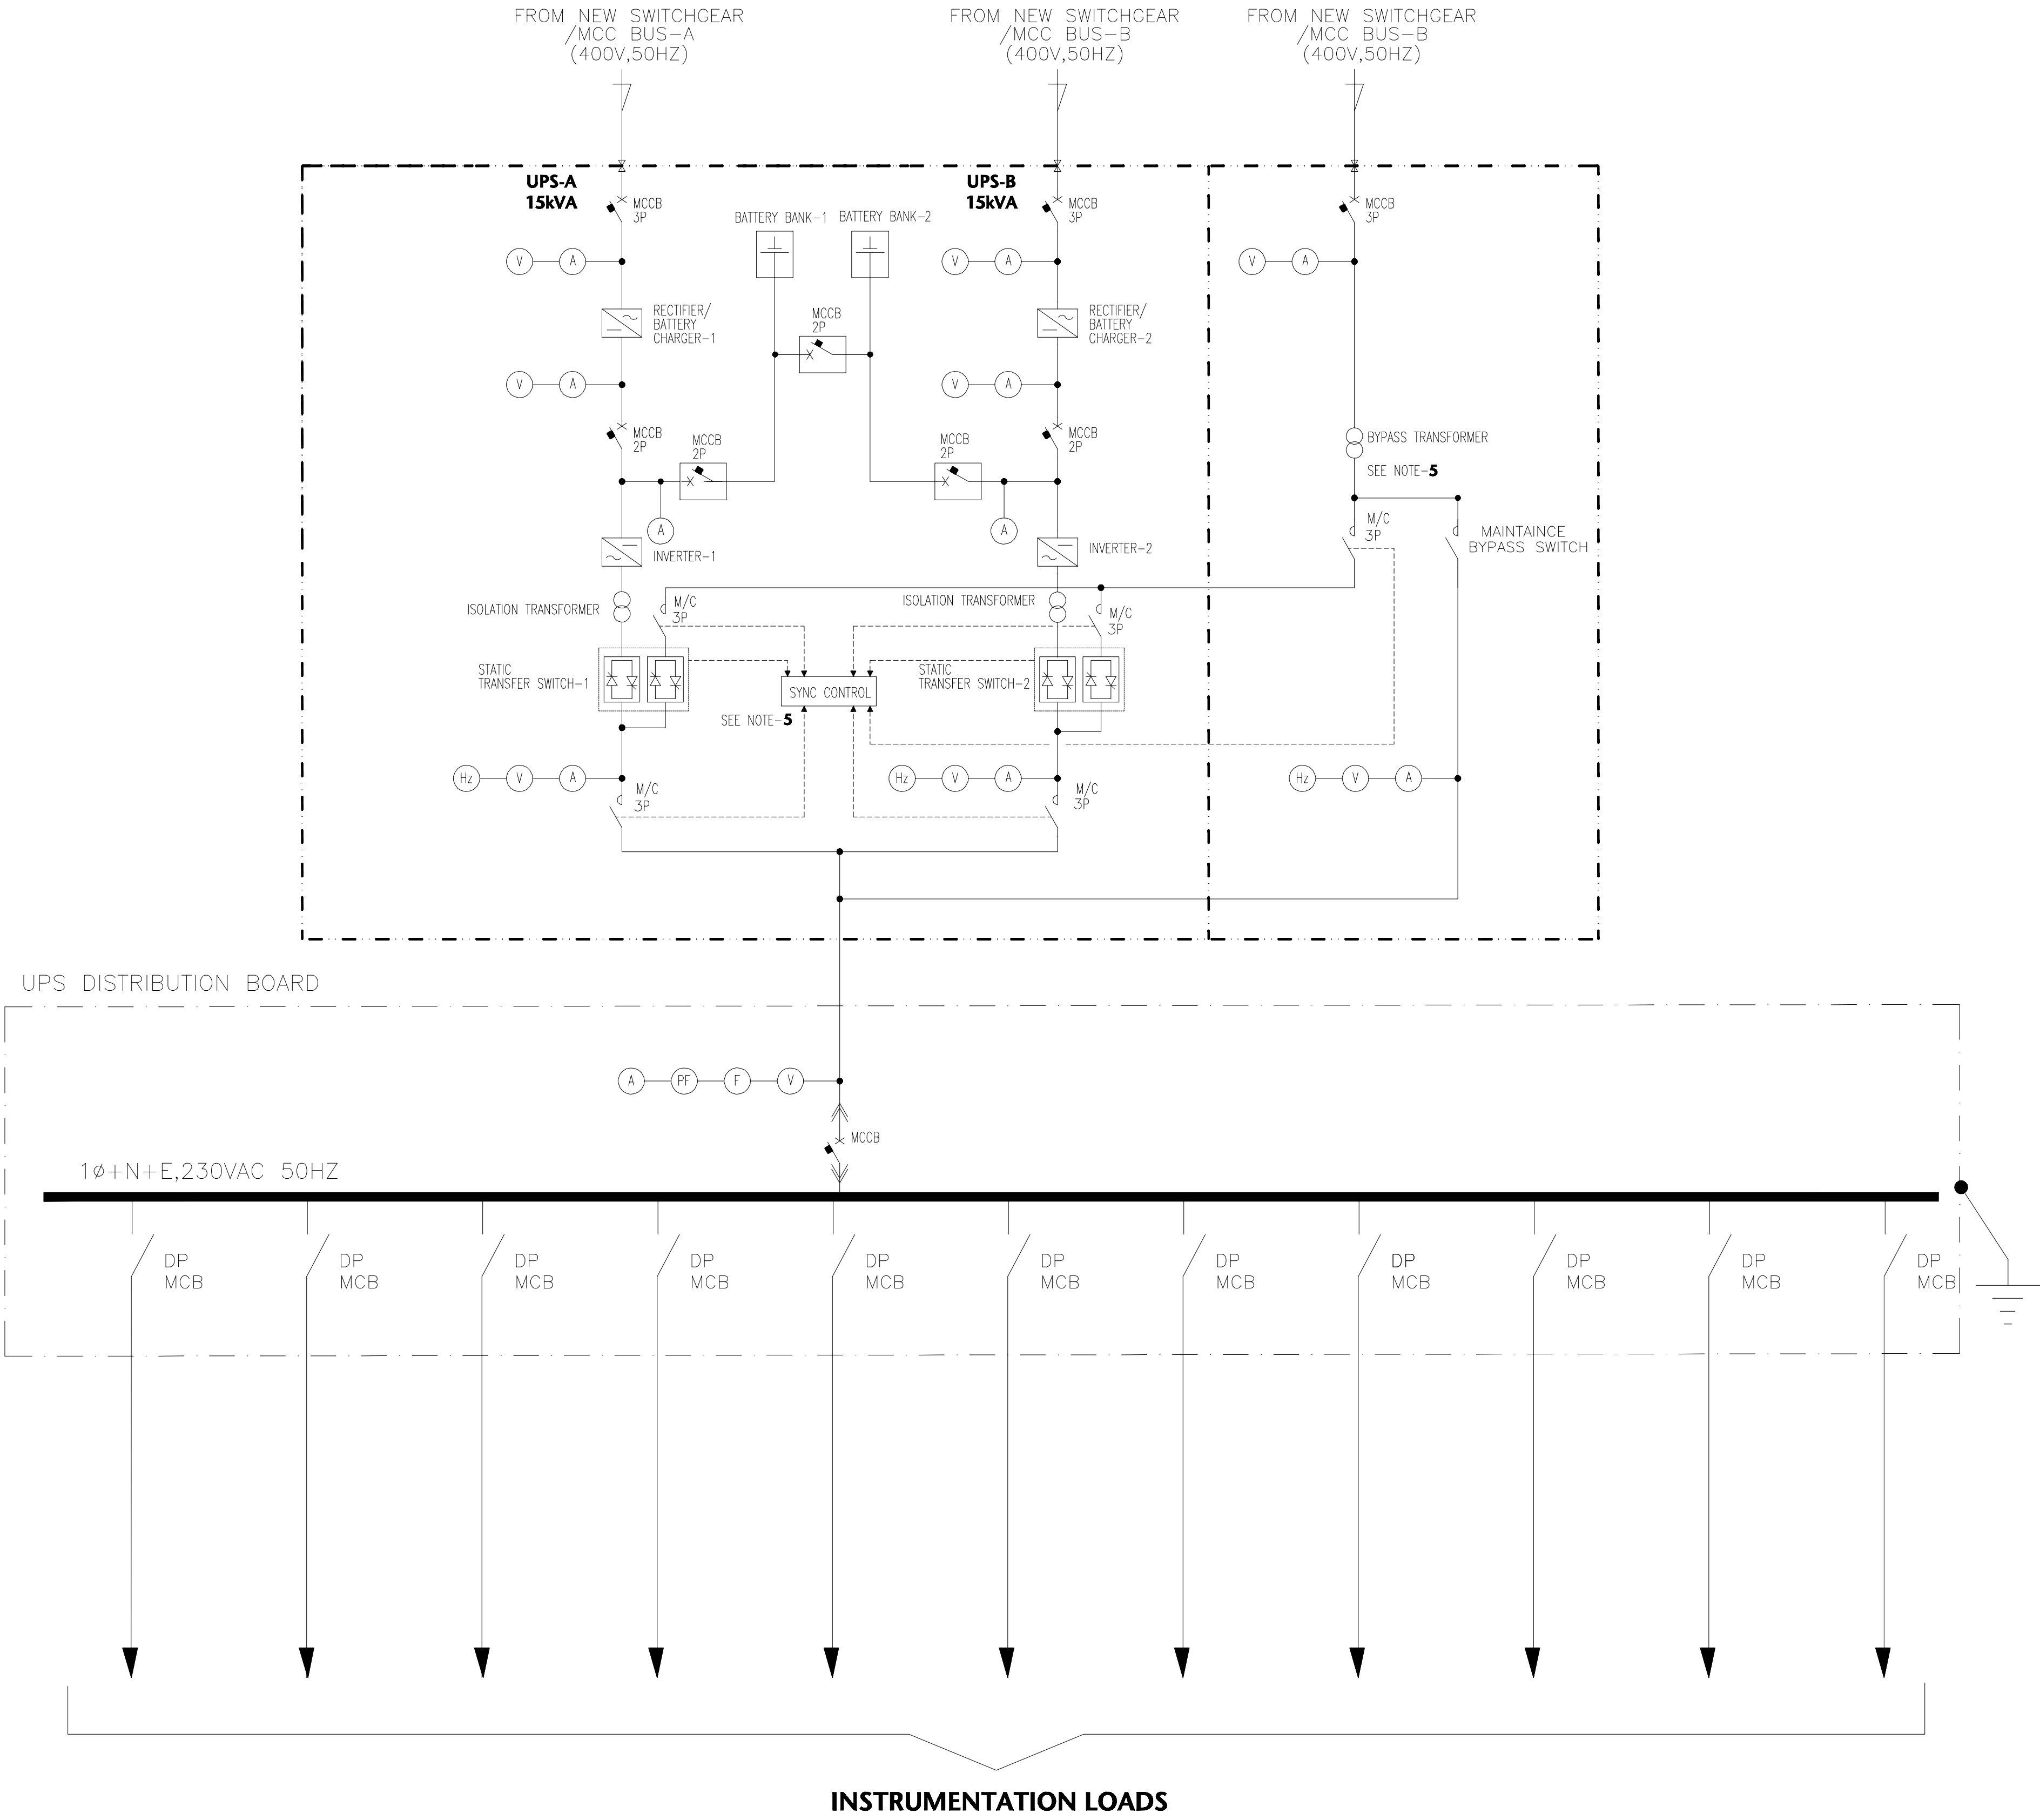 FROM NEW SWITCHGEAR
/MCC BUS-A
(400V,50HZ)
FROM NEW SWITCHGEAR
/MCC BUS-B
(400V,50HZ)
FROM NEW SWITCHGEAR
/MCC BUS-B
(400V,50HZ)
UPS-A
15kVA
MCCB
3P
UPS-B
15kVA
MCCB
3P
MCCB
3P
BATTERY BANK-1
BATTERY BANK-2
V
A
V
A
V
A
RECTIFIER/
BATTERY
CHARGER-1
MCCB
2P
RECTIFIER/
BATTERY
CHARGER-2
V
A
V
A
MCCB
2P
MCCB
2P
MCCB
2P
MCCB
2P
BYPASS TRANSFORMER
SEE NOTE-5
A
A
M/C
3P
MAINTAINCE
BYPASS SWITCH
INVERTER-1
INVERTER-2
ISOLATION TRANSFORMER
M/C
3P
ISOLATION TRANSFORMER
M/C
3P
STATIC
TRANSFER SWITCH-1
SYNC CONTROL
SEE NOTE-5
STATIC
TRANSFER SWITCH-2
Hz
V
A
M/C
3P
Hz
V
A
M/C
3P
Hz
V
A
UPS DISTRIBUTION BOARD
A
PF
F
V
MCCB
1ø+N+E,230VAC 50HZ
DP
MCB
DP
MCB
DP
MCB
DP
MCB
DP
MCB
DP
MCB
DP
MCB
DP
MCB
DP
MCB
DP
MCB
DP
MCB
INSTRUMENTATION LOADS